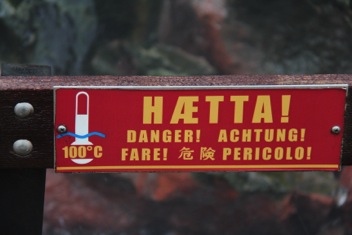 HÆTTA!
DANGER! ACHTUNG!
FARE! 危険 PERICOLO!
100°C